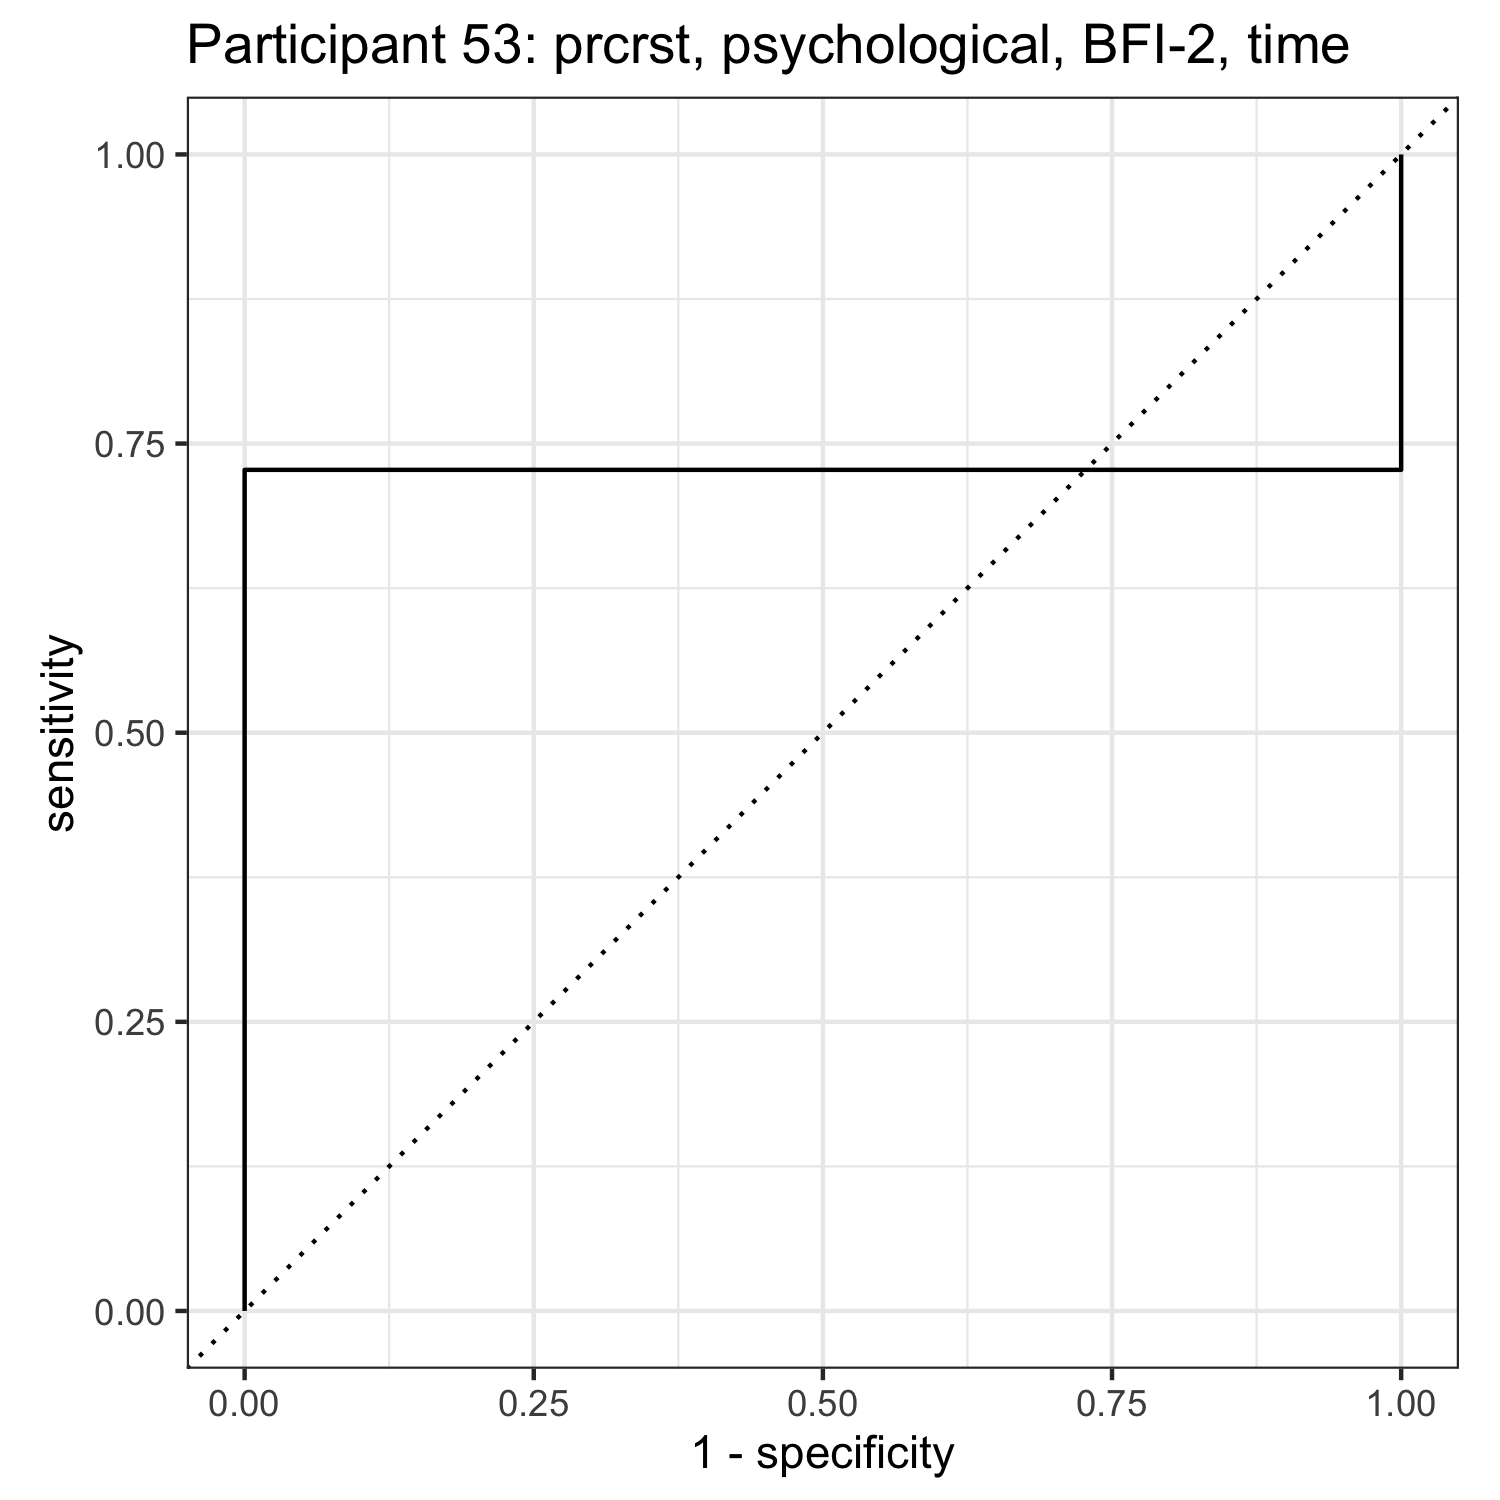 Participant 53: prcrst, psychological, BFI-2, time
1.00
0.75
0.50
0.25
0.00
sensitivity
0.00 0.25 0.50 0.75 1.00
1 - specificity